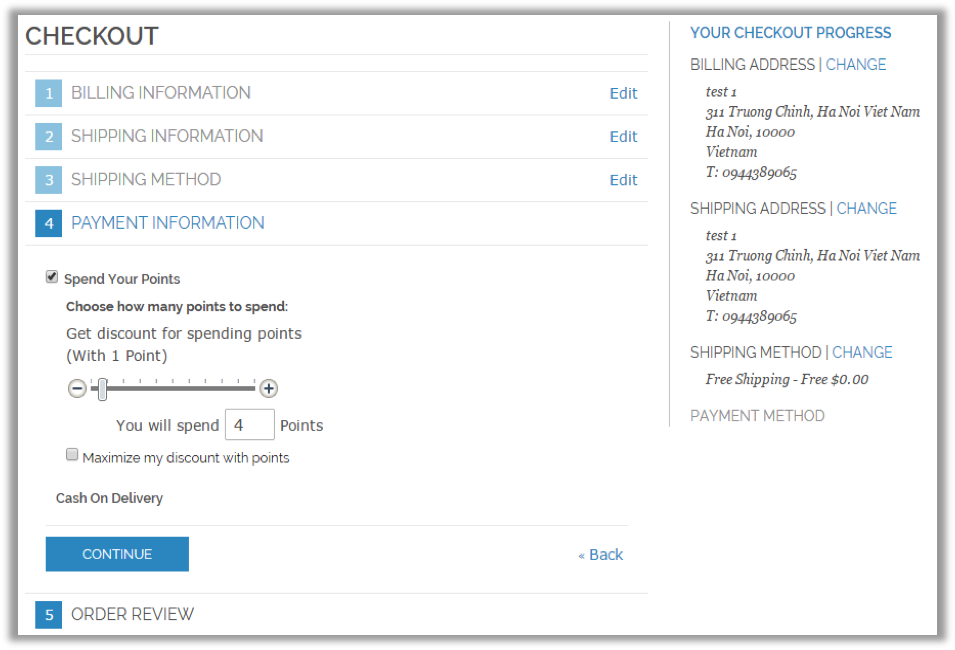 CHECKOUT
1 BILLING INFORMATION Edit
2 SHIPPING INFORMATION Edit
3 SHIPPING METHOD Edit
4 PAYMENT INFORMATION
Spend Your Points
Choose how many points to spend:
Get discount for spending points
(With 1 Point)
You will spend 4 Points
Maximize my discount with points
Cash On Delivery
CONTINUE « Back
5 ORDER REVIEW
YOUR CHECKOUT PROGRESS
BILLING ADDRESS | CHANGE
test 1
311 Truong Chinh, Ha Noi Viet Nam
Ha Noi, 10000
Vietnam
T: 0944389065
SHIPPING ADDRESS | CHANGE
test 1
311 Truong Chinh, Ha Noi Viet Nam
Ha Noi, 10000
Vietnam
T: 0944389065
SHIPPING METHOD | CHANGE
Free Shipping - Free $0.00
PAYMENT METHOD